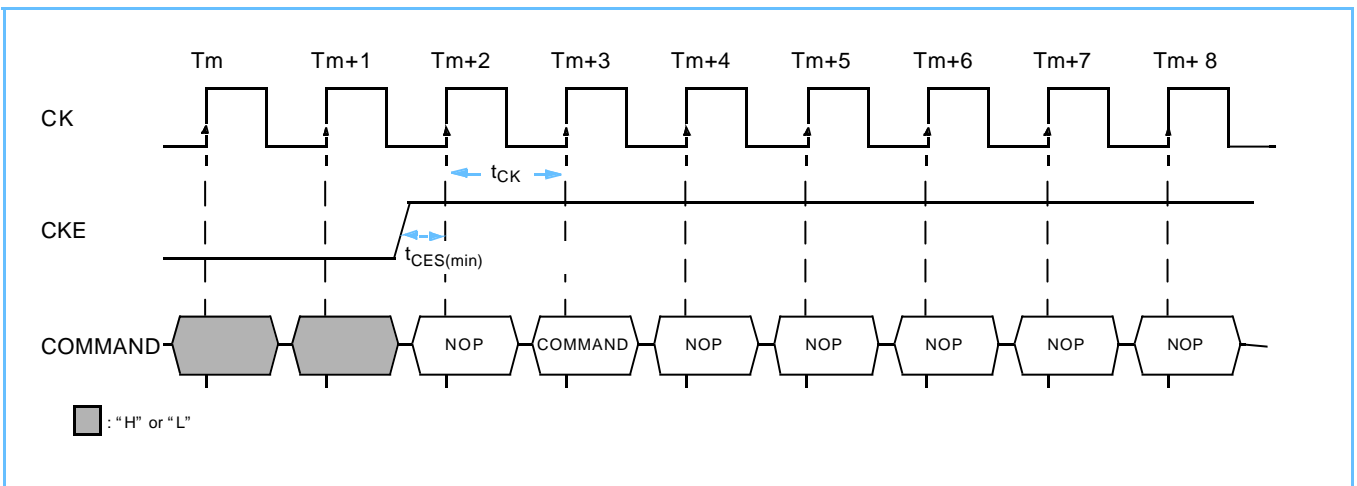 Tm Tm+1 Tm+2 Tm+3 Tm+4 Tm+5 Tm+6 Tm+7 Tm+ 8
CK
tCK
CKE
tCES(min)
COMMAND NOP COMMAND NOP NOP NOP NOP NOP
: “H” or “L”